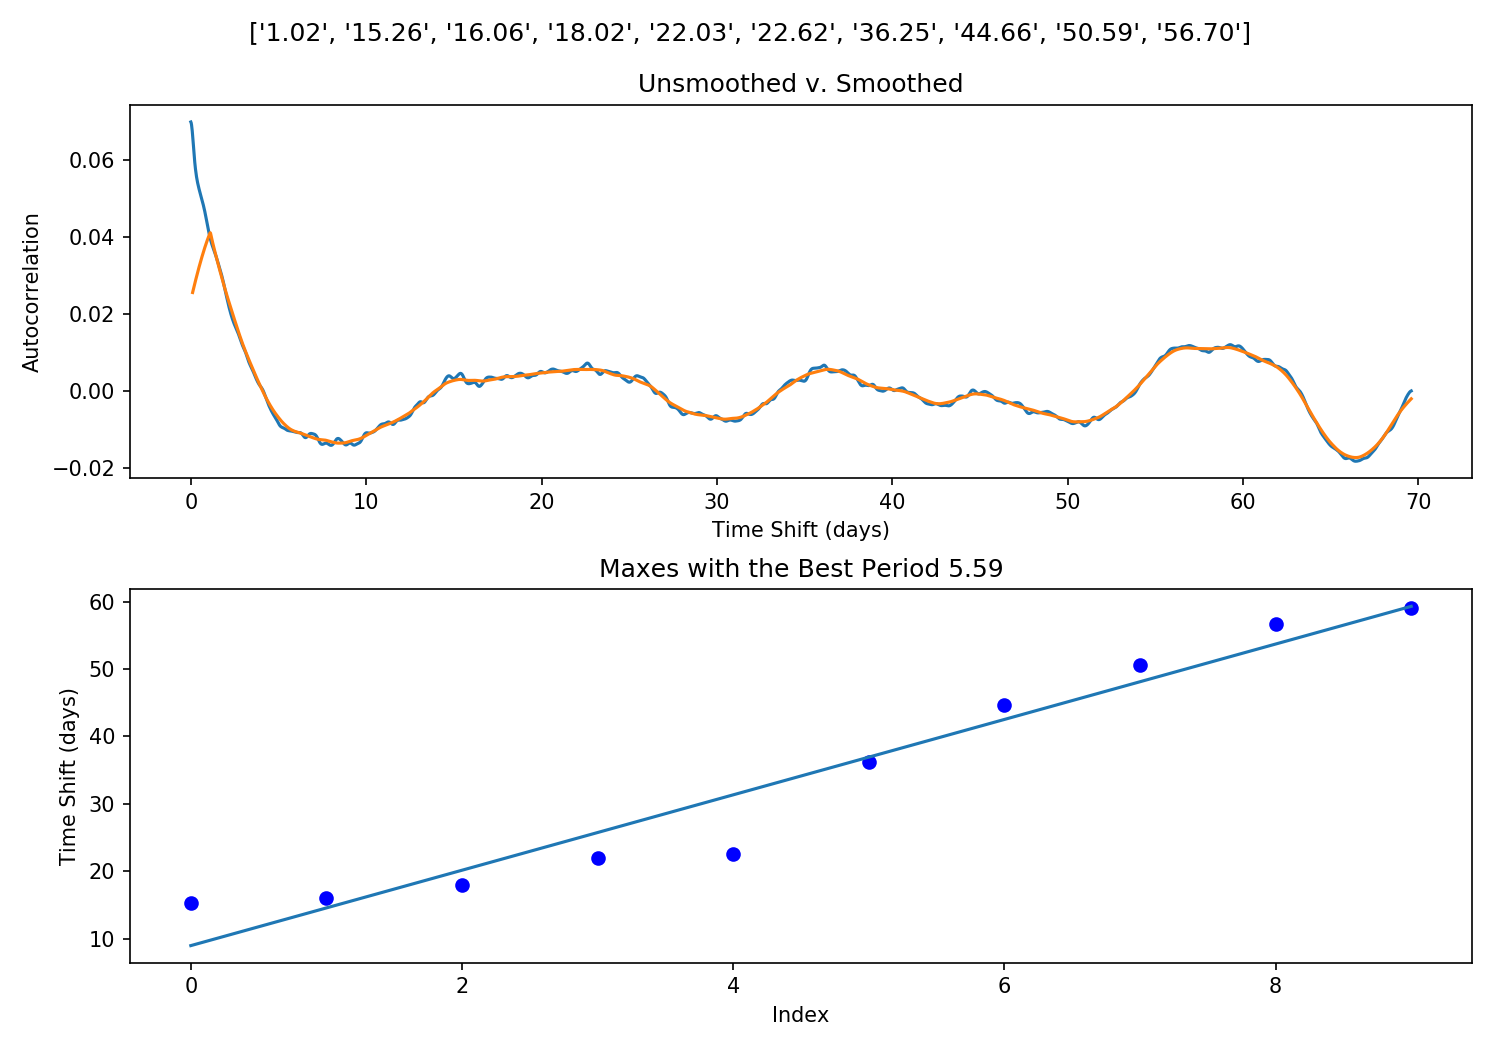 ['1.02', '15.26', '16.06', '18.02', '22.03', '22.62', '36.25', '44.66', '50.59', '56.70']
Unsmoothed v. Smoothed
0.06
0.04
0.02
0.00
−0.02
Autocorrelation
0 10 20 30 40 50 60 70
Time Shift (days)
Maxes with the Best Period 5.59
60
50
40
30
20
10
Time Shift (days)
0 2 4 6 8
Index